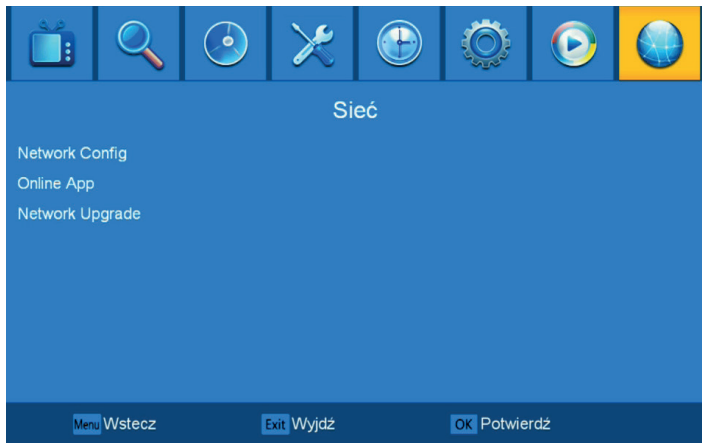 Sieć
Network Config
Online App
Network Upgrade
Menu Wstecz Exit Wyjdź OK Potwierdź